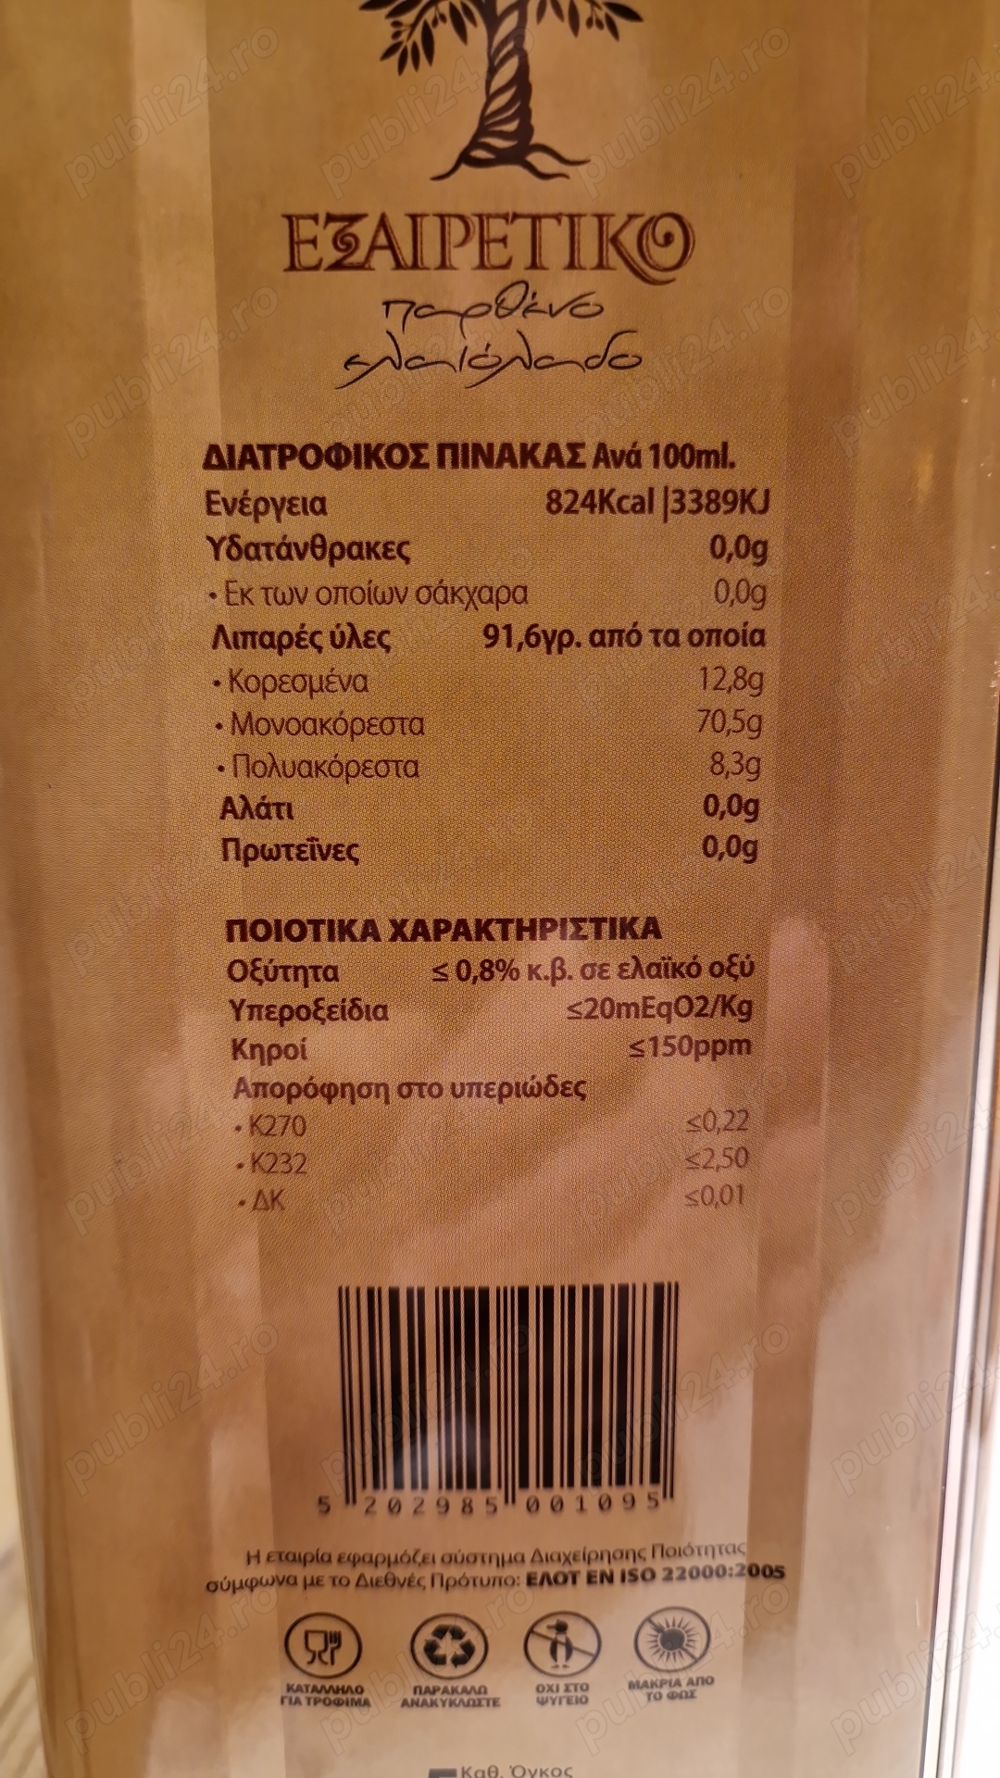 ΕΞΑΙΡΕΤΙΚΟ
παρθένο
ελαιόλαδο
ΔΙΑΤΡΟΦΙΚΟΣ ΠΙΝΑΚΑΣ Ανά 100ml.
Ενέργεια 824Kcal |3389KJ
Υδατάνθρακες 0,0g
• Εκ των οποίων σάκχαρα 0,0g
Λιπαρές ύλες 91,6γρ. από τα οποία
• Κορεσμένα 12,8g
• Μονοακόρεστα 70,5g
• Πολυακόρεστα 8,3g
Αλάτι 0,0g
Πρωτεΐνες 0,0g
ΠΟΙΟΤΙΚΑ ΧΑΡΑΚΤΗΡΙΣΤΙΚΑ
Οξύτητα ≤ 0,8% κ.β. σε ελαϊκό οξύ
Υπεροξείδια ≤20mEqO2/Kg
Κηροί ≤150ppm
Απορόφηση στο υπεριώδες
• K270 ≤0,22
• K232 ≤2,50
• ΔΚ ≤0,01
5 202985 001095
Η εταιρία εφαρμόζει σύστημα Διαχείρησης Ποιότητας
σύμφωνα με το Διεθνές Πρότυπο: ΕΛΟΤ EN ISO 22000:2005
ΚΑΤΑΛΛΗΛΟ
ΓΙΑ ΤΡΟΦΙΜΑ
ΠΑΡΑΚΑΛΩ
ΑΝΑΚΥΚΛΩΣΤΕ
ΟΧΙ ΣΤΟ
ΨΥΓΕΙΟ
ΜΑΚΡΙΑ ΑΠΟ
ΤΟ ΦΩΣ
Καθ. Όγκος
publi24.ro